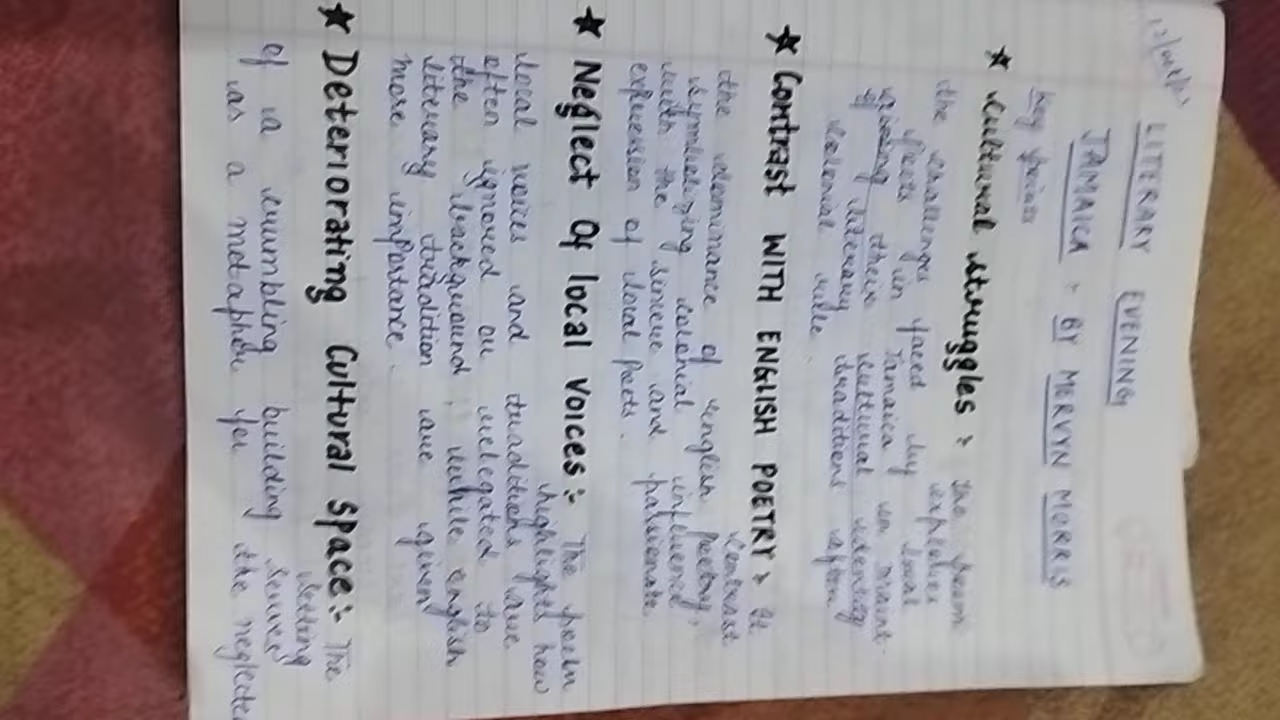 LITERARY EVENING
JAMAICA :- BY MERVYN MORRIS
key points
★ Cultural struggles :- The poem
explores
the challenges faced by local
poets in Jamaica in maint-
aining their cultural identity
literary traditions after
colonial rule.
★ Contrast WITH ENGLISH POETRY :- It
contrast
the dominance of english poetry,
symbolizing colonial influence
with the sincere and passionate
expression of local poets.
★ Neglect Of local voices :- The poem
highlights how
local voices and traditions are
often ignored or relegated to
the background, while english
literary tradition are given
more importance.
★ Deteriorating Cultural space :- The
setting
of a crumbling building serves
as a metaphor for the neglected